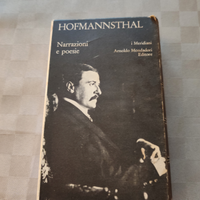 HOFMANNSTHAL
Narrazioni
e poesie
i Meridiani
Arnoldo Mondadori
Editore